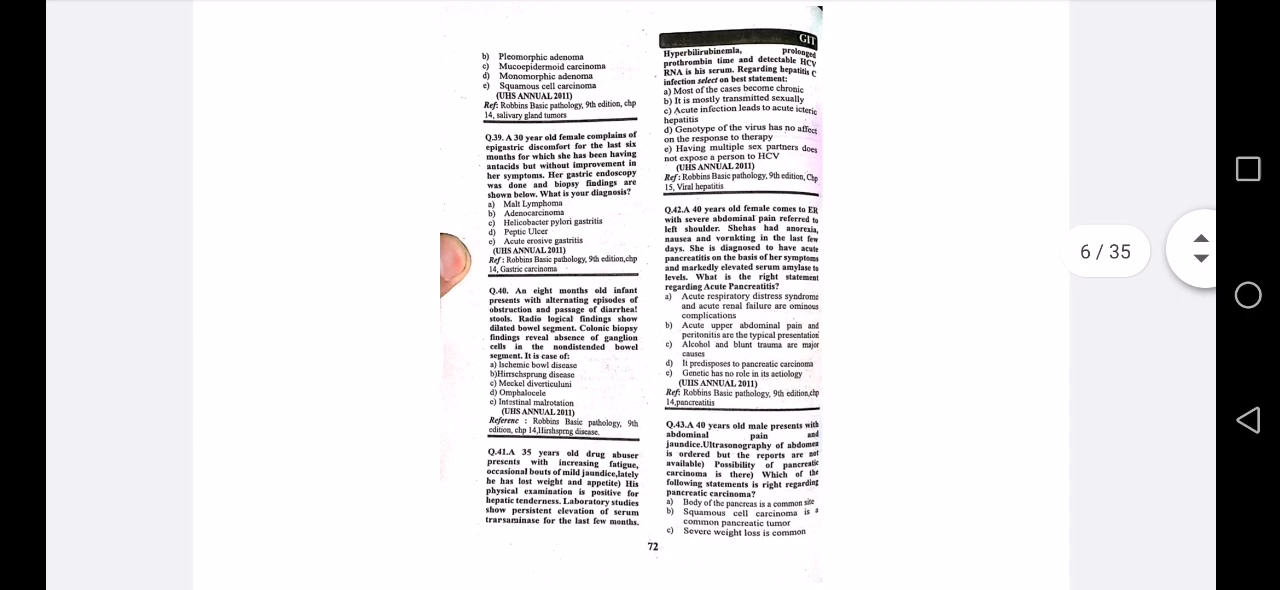 b) Pleomorphic adenoma
c) Mucoepidermoid carcinoma
d) Monomorphic adenoma
e) Squamous cell carcinoma
(UHS ANNUAL 2011)
Ref: Robbins Basic pathology, 9th edition, chp
14, salivary gland tumors
Q.39. A 30 year old female complains of
epigastric discomfort for the last six
months for which she has been having
antacids but without improvement in
her symptoms. Her gastric endoscopy
was done and biopsy findings are
shown below. What is your diagnosis?
a) Malt Lymphoma
b) Adenocarcinoma
c) Helicobacter pylori gastritis
d) Peptic Ulcer
e) Acute erosive gastritis
(UHS ANNUAL 2011)
Ref: Robbins Basic pathology, 9th edition,chp
14, Gastric carcinoma
Q.40. An eight months old infant
presents with alternating episodes of
obstruction and passage of diarrheal
stools. Radio logical findings show
dilated bowel segment. Colonic biopsy
findings reveal absence of ganglion
cells in the nondistended bowel
segment. It is case of:
a) Ischemic bowl disease
b)Hirrschsprung disease
c) Meckel diverticuluni
d) Omphalocele
e) Intestinal malrotation
(UHS ANNUAL 2011)
Referenc : Robbins Basic pathology, 9th
edition, chp 14,Hirshsprng disease.
Q.41.A 35 years old drug abuser
presents with increasing fatigue,
occasional bouts of mild jaundice,lately
he has lost weight and appetite) His
physical examination is positive for
hepatic tenderness. Laboratory studies
show persistent elevation of serum
trarsaminase for the last few months.
GIT
Hyperbilirubinemla, prolonged
prothrombin time and detectable HCV
RNA is his serum. Regarding hepatitis C
infection select on best statement:
a) Most of the cases become chronic
b) It is mostly transmitted sexually
c) Acute infection leads to acute icteric
hepatitis
d) Genotype of the virus has no affect
on the response to therapy
e) Having multiple sex partners does
not expose a person to HCV
(UHS ANNUAL 2011)
Ref: Robbins Basic pathology, 9th edition, Chp
15, Viral hepatitis
Q.42.A 40 years old female comes to ER
with severe abdominal pain referred to
left shoulder. Shehas had anorexia,
nausea and vornkting in the last few
days. She is diagnosed to have acute
pancreatitis on the basis of her symptoms
and markedly elevated serum amylase to
levels. What is the right statement
regarding Acute Pancreatitis?
a) Acute respiratory distress syndrome
and acute renal failure are ominous
complications
b) Acute upper abdominal pain and
peritonitis are the typical presentation
c) Alcohol and blunt trauma are major
causes
d) It predisposes to pancreatic carcinoma
e) Genetic has no role in its aetiology
(UHS ANNUAL 2011)
Ref: Robbins Basic pathology, 9th edition,chp
14,pancreatitis
Q.43.A 40 years old male presents with
abdominal pain and
jaundice.Ultrasonography of abdomen
is ordered but the reports are not
available) Possibility of pancreatic
carcinoma is there) Which of the
following statements is right regarding
pancreatic carcinoma?
a) Body of the pancreas is a common site
b) Squamous cell carcinoma is a
common pancreatic tumor
c) Severe weight loss is common
72
6 / 35